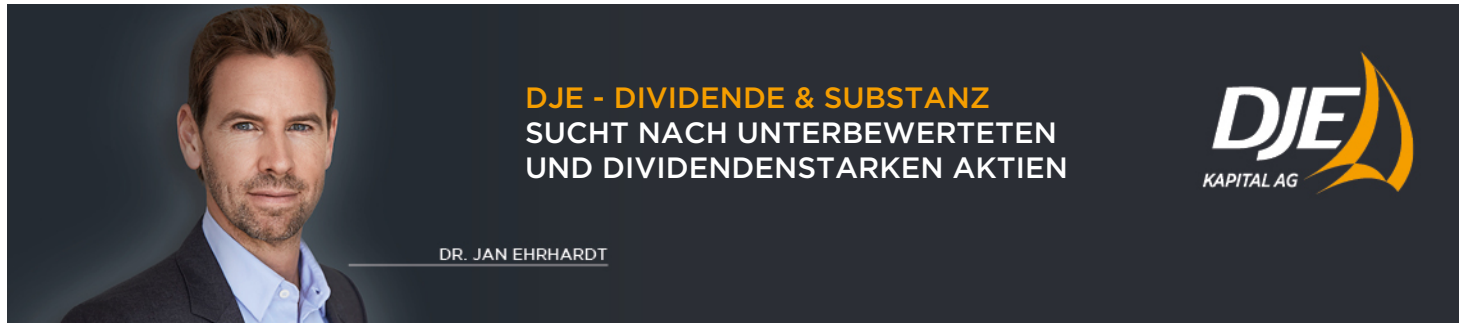 DJE - DIVIDENDE & SUBSTANZ
SUCHT NACH UNTERBEWERTETEN
UND DIVIDENDENSTARKEN AKTIEN
DR. JAN EHRHARDT
DJE
KAPITAL AG